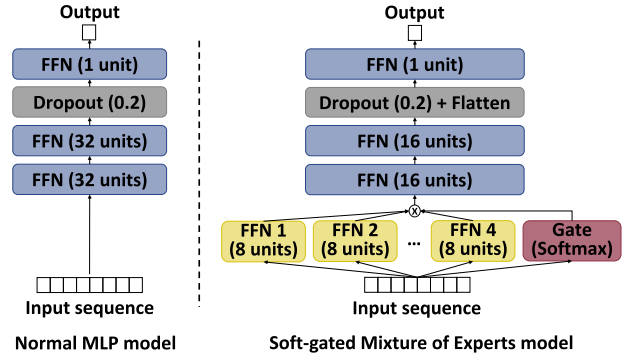 Output
FFN (1 unit)
Dropout (0.2)
FFN (32 units)
FFN (32 units)
Input sequence
Normal MLP model
Output
FFN (1 unit)
Dropout (0.2) + Flatten
FFN (16 units)
FFN (16 units)
x
FFN 1
(8 units)
FFN 2
(8 units)
...
FFN 4
(8 units)
Gate
(Softmax)
Input sequence
Soft-gated Mixture of Experts model